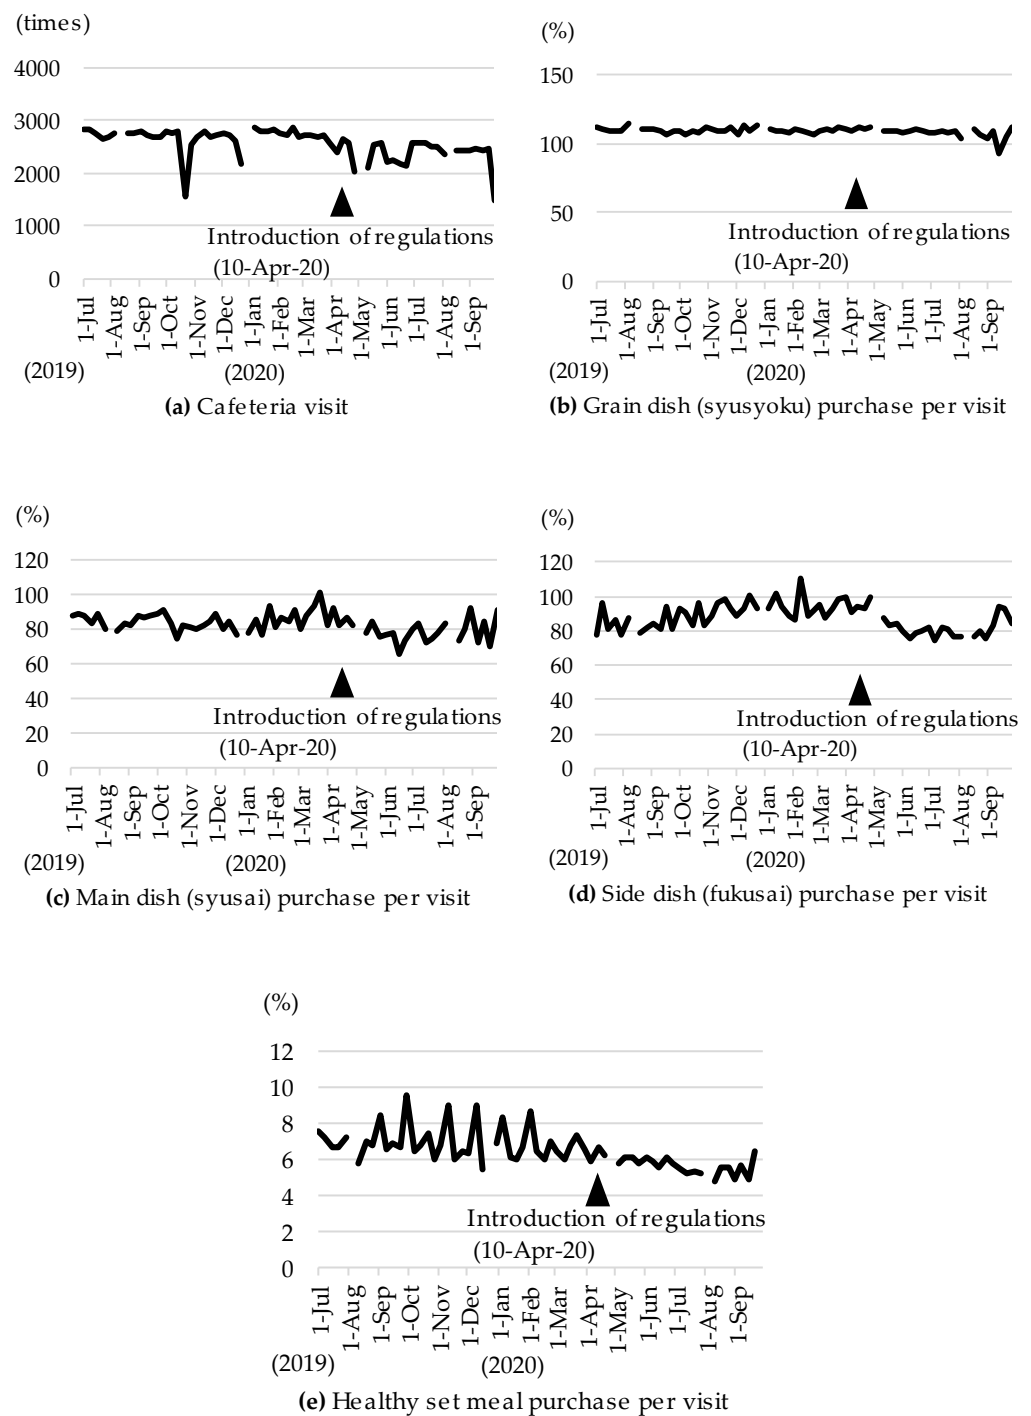 (times)
4000
3000
2000
1000
0
Introduction of regulations
(10-Apr-20)
1-Jul
1-Aug
1-Sep
1-Oct
1-Nov
1-Dec
1-Jan
1-Feb
1-Mar
1-Apr
1-May
1-Jun
1-Jul
1-Aug
1-Sep
(2019)
(2020)
(a) Cafeteria visit
(%)
150
100
50
0
Introduction of regulations
(10-Apr-20)
1-Jul
1-Aug
1-Sep
1-Oct
1-Nov
1-Dec
1-Jan
1-Feb
1-Mar
1-Apr
1-May
1-Jun
1-Jul
1-Aug
1-Sep
(2019)
(2020)
(b) Grain dish (syusyoku) purchase per visit
(%)
120
100
80
60
40
20
0
Introduction of regulations
(10-Apr-20)
1-Jul
1-Aug
1-Sep
1-Oct
1-Nov
1-Dec
1-Jan
1-Feb
1-Mar
1-Apr
1-May
1-Jun
1-Jul
1-Aug
1-Sep
(2019)
(2020)
(c) Main dish (syusai) purchase per visit
(%)
120
100
80
60
40
20
0
Introduction of regulations
(10-Apr-20)
1-Jul
1-Aug
1-Sep
1-Oct
1-Nov
1-Dec
1-Jan
1-Feb
1-Mar
1-Apr
1-May
1-Jun
1-Jul
1-Aug
1-Sep
(2019)
(2020)
(d) Side dish (fukusai) purchase per visit
(%)
12
10
8
6
4
2
0
Introduction of regulations
(10-Apr-20)
1-Jul
1-Aug
1-Sep
1-Oct
1-Nov
1-Dec
1-Jan
1-Feb
1-Mar
1-Apr
1-May
1-Jun
1-Jul
1-Aug
1-Sep
(2019)
(2020)
(e) Healthy set meal purchase per visit